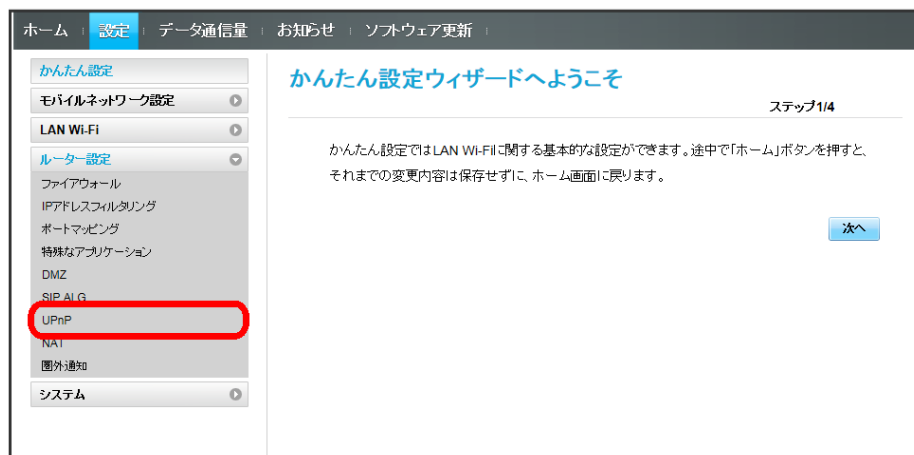 ホーム 設定 データ通信量 お知らせ ソフトウェア更新
かんたん設定
モバイルネットワーク設定
LAN Wi-Fi
ルーター設定
ファイアウォール
IPアドレスフィルタリング
ポートマッピング
特殊なアプリケーション
DMZ
SIP ALG
UPnP
NAT
圏外通知
システム
かんたん設定ウィザードへようこそ
ステップ1/4
かんたん設定ではLAN Wi-Fiに関する基本的な設定ができます。途中で「ホーム」ボタンを押すと、
それまでの変更内容は保存せずに、ホーム画面に戻ります。
次へ